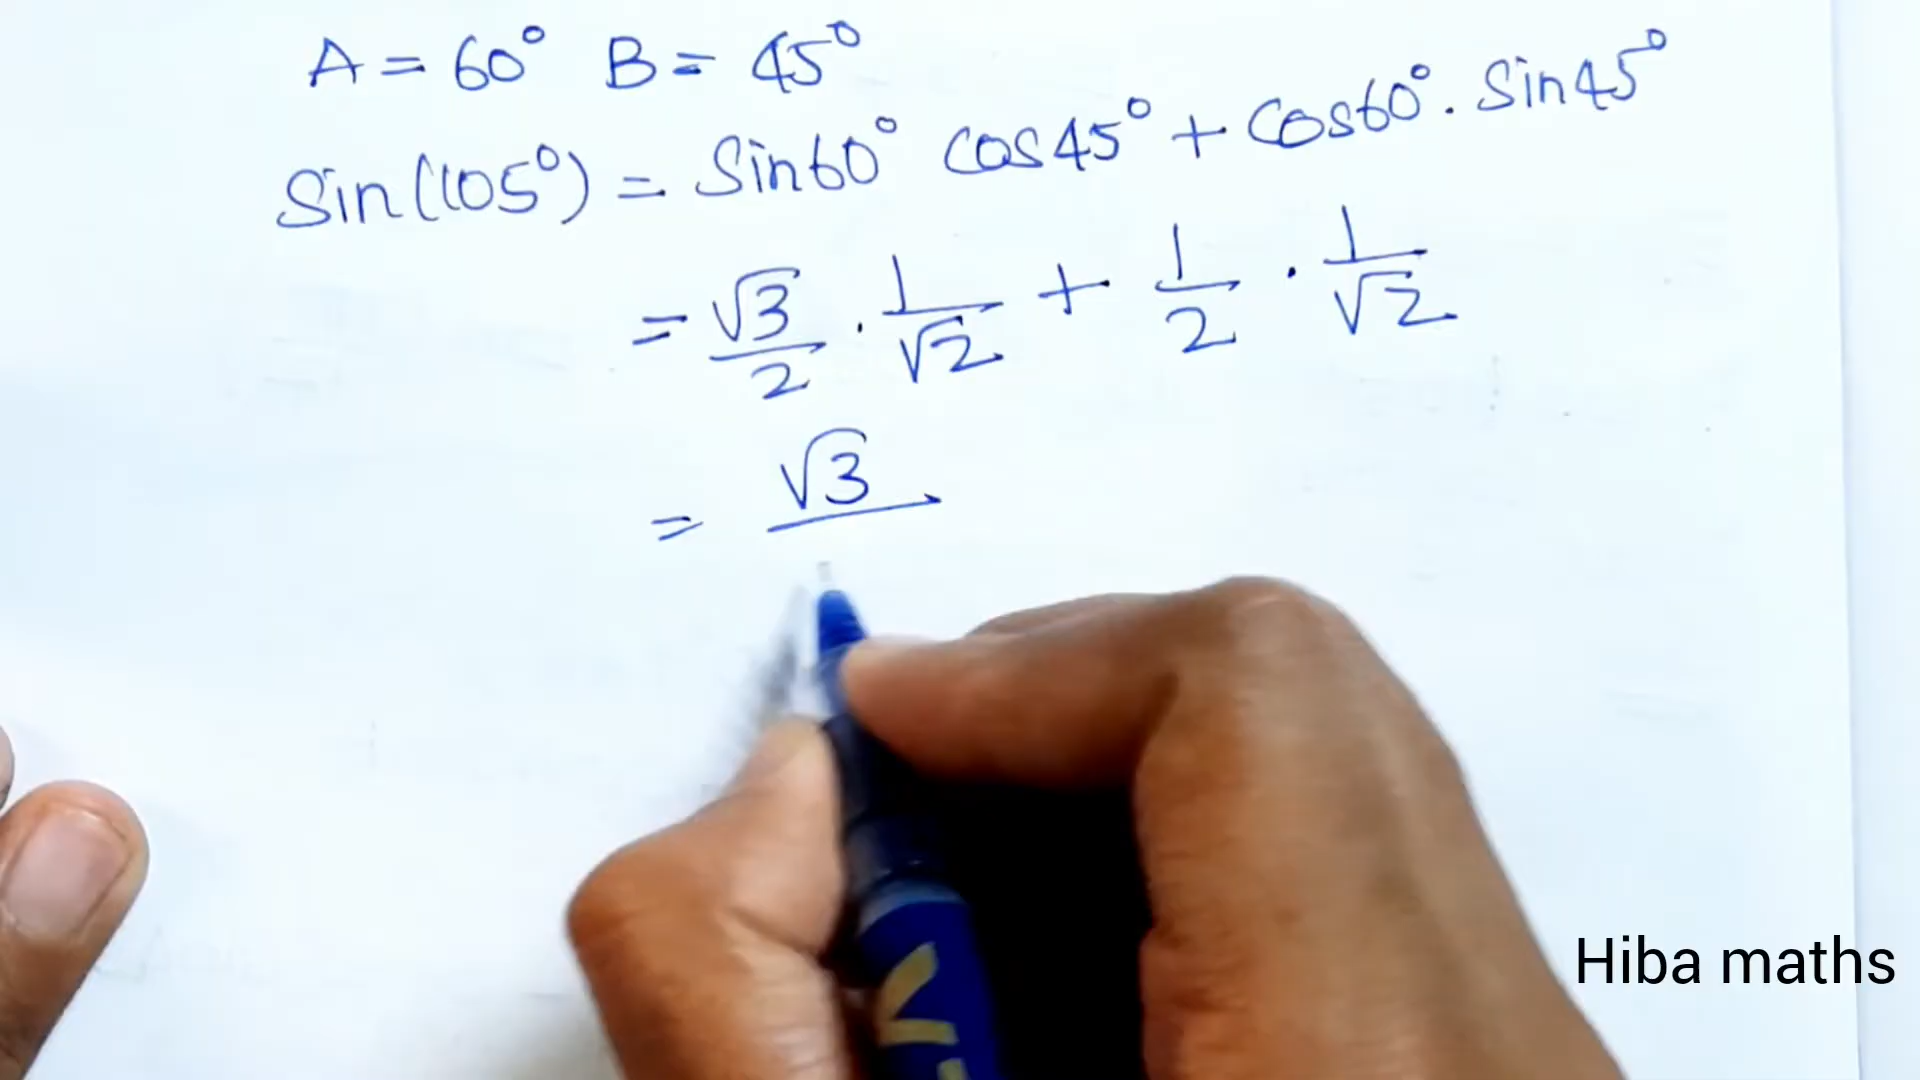 A = 60° B = 45°
Sin(105°) = Sin60° Cos45° + Cos60° . Sin45°
= √3/2 . 1/√2 + 1/2 . 1/√2
= √3
Hiba maths